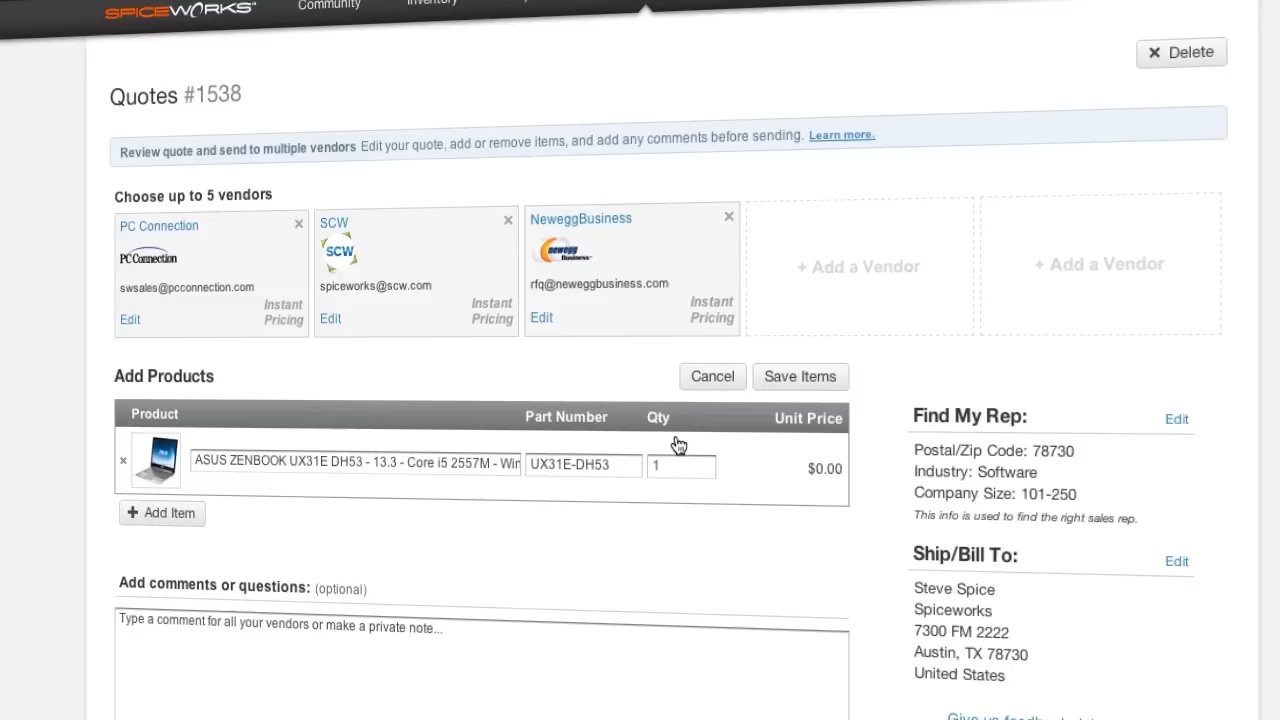 SPICEWORKS
Community
Inventory
× Delete
Quotes #1538
Review quote and send to multiple vendors Edit your quote, add or remove items, and add any comments before sending. Learn more.
Choose up to 5 vendors
PC Connection
PC Connection
swsales@pcconnection.com
Instant
Pricing
Edit
SCW
SCW
spiceworks@scw.com
Instant
Pricing
Edit
NeweggBusiness
newegg
Business
rfq@neweggbusiness.com
Instant
Pricing
Edit
+ Add a Vendor
+ Add a Vendor
Add Products
Cancel
Save Items
Product Part Number Qty Unit Price
ASUS ZENBOOK UX31E DH53 - 13.3 - Core i5 2557M - Win UX31E-DH53 1 $0.00
+ Add Item
Add comments or questions: (optional)
Type a comment for all your vendors or make a private note...
Find My Rep: Edit
Postal/Zip Code: 78730
Industry: Software
Company Size: 101-250
This info is used to find the right sales rep.
Ship/Bill To: Edit
Steve Spice
Spiceworks
7300 FM 2222
Austin, TX 78730
United States
Give us